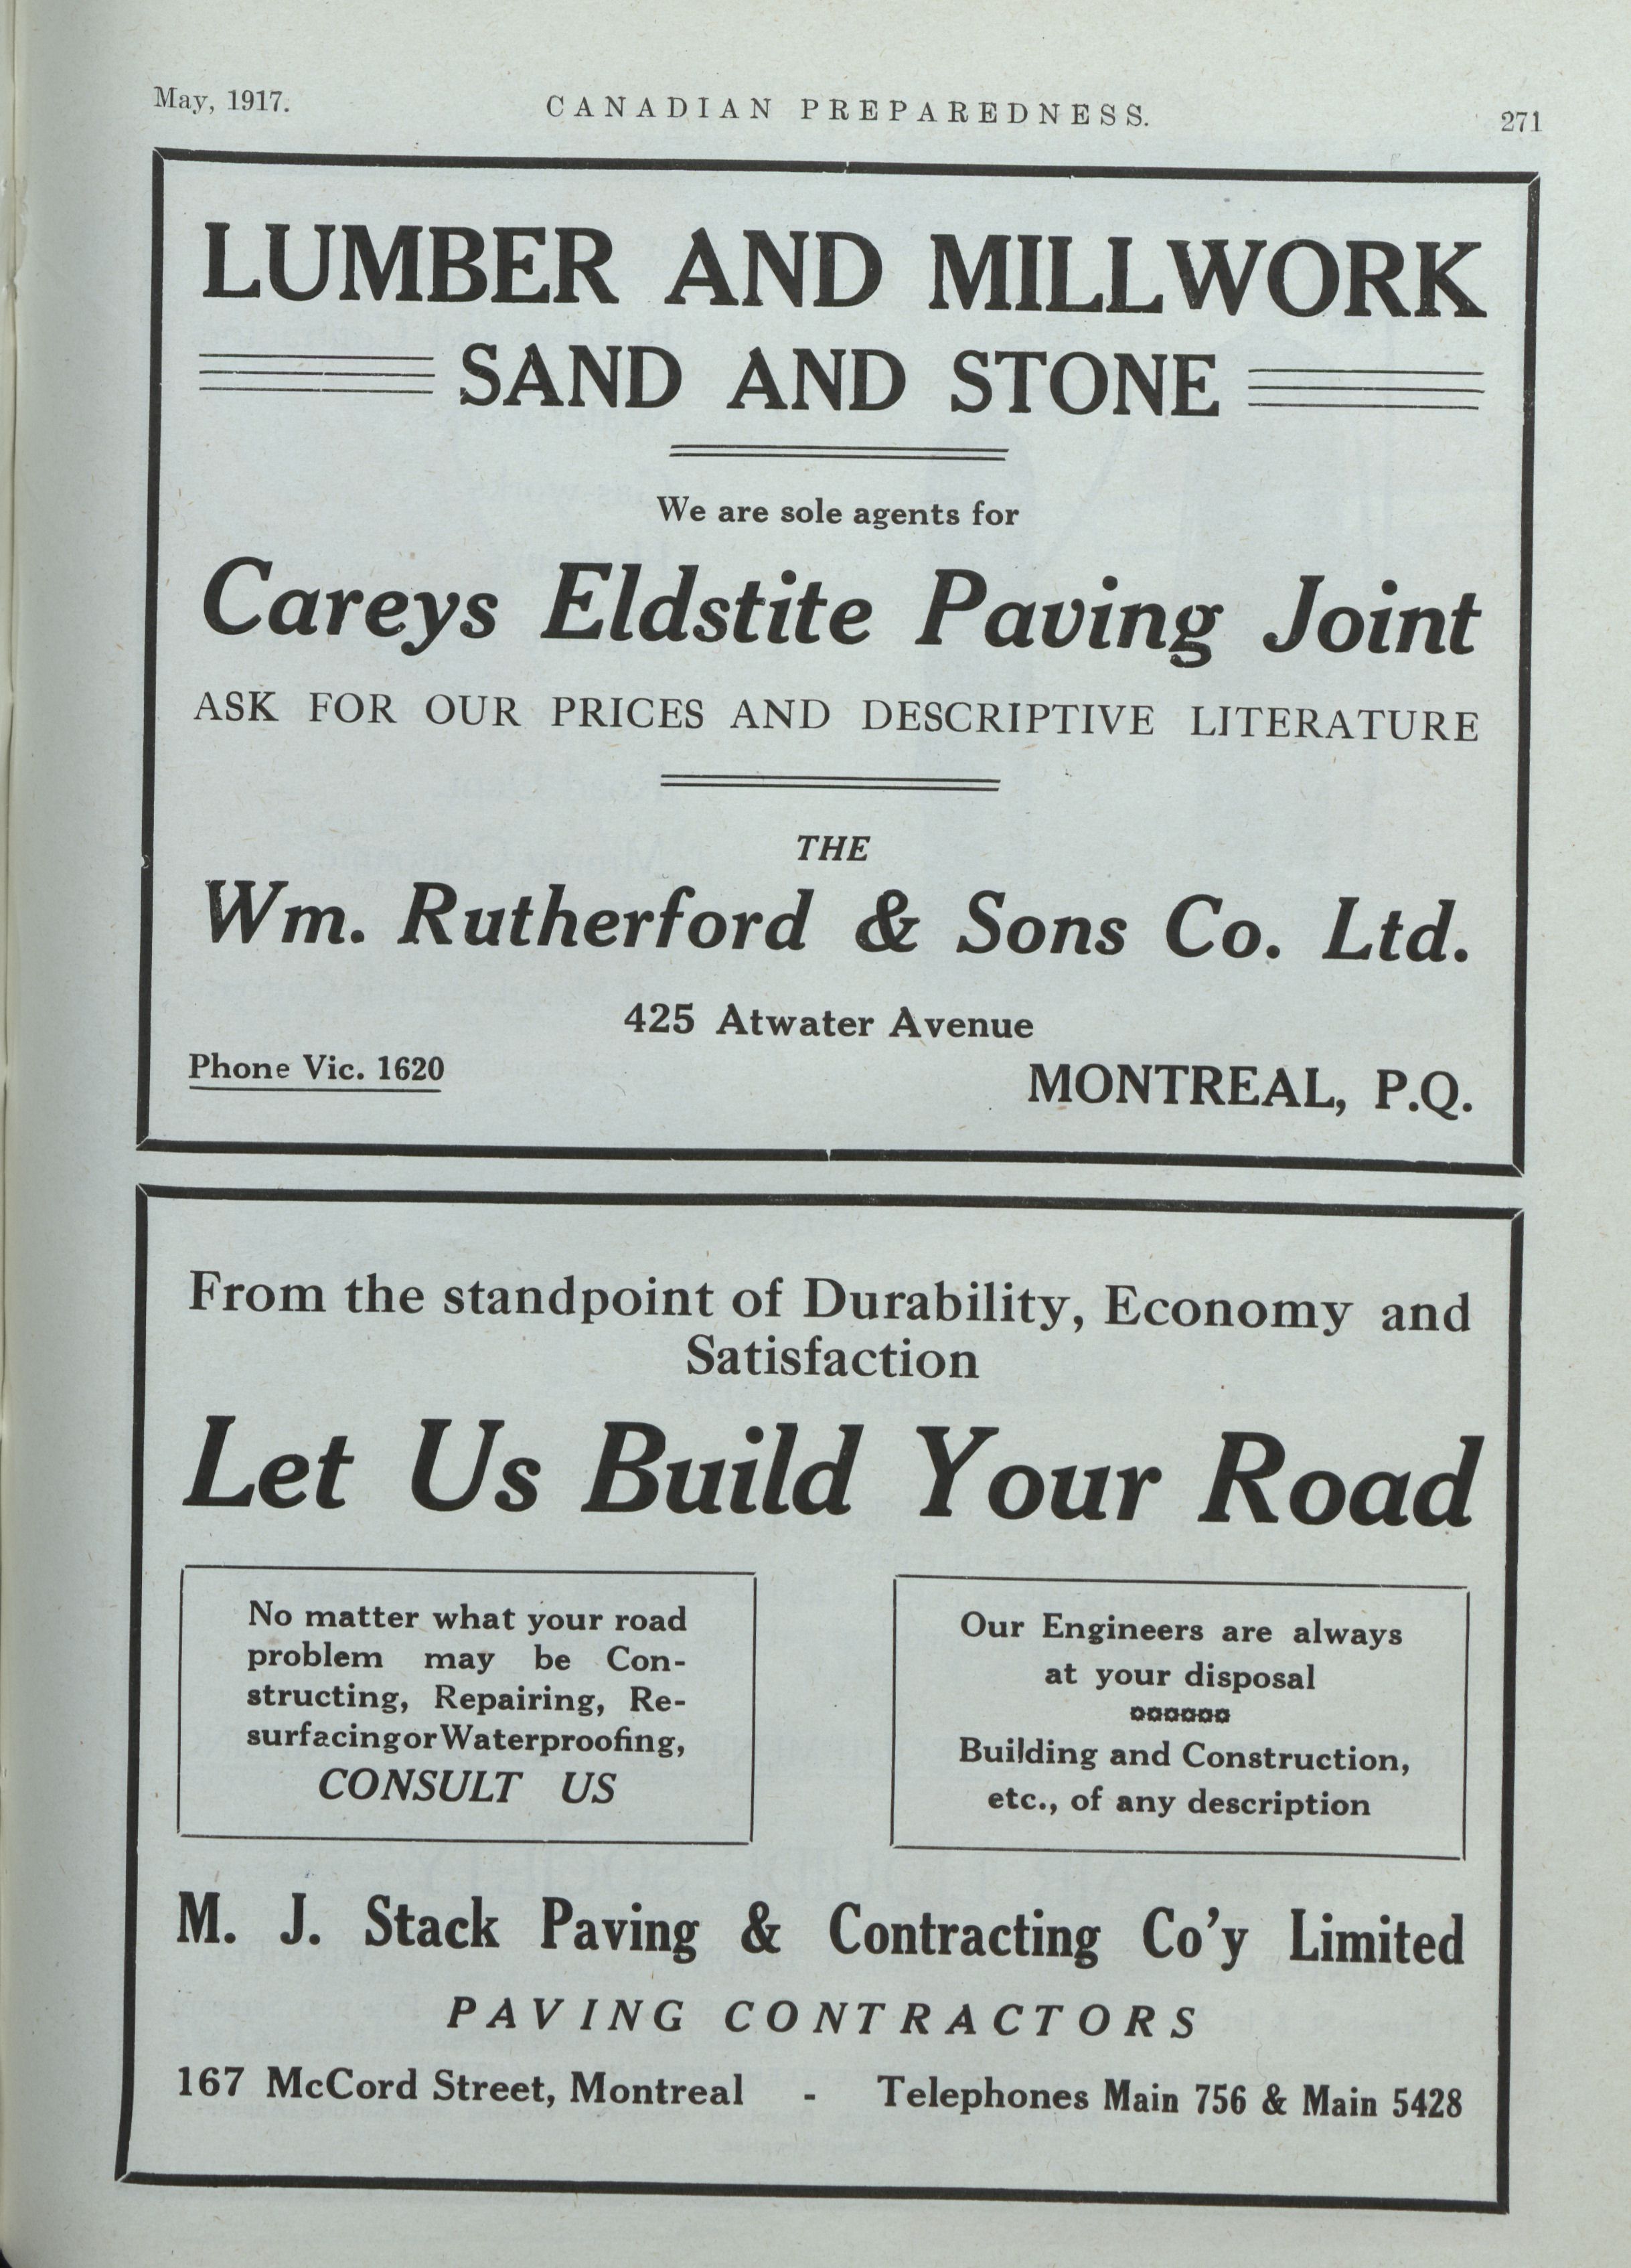 May, 1917.
CANADIAN PREPAREDNESS.
271
LUMBER AND MILLWORK
SAND AND STONE
We are sole agents for
Careys Eldstite Paving Joint
ASK FOR OUR PRICES AND DESCRIPTIVE LITERATURE
THE
Wm. Rutherford & Sons Co. Ltd.
425 Atwater Avenue
Phone Vic. 1620
MONTREAL, P.Q.
From the standpoint of Durability, Economy and
Satisfaction
Let Us Build Your Road
No matter what your road
problem may be Con-
structing, Repairing, Re-
surfacing or Waterproofing,
CONSULT US
Our Engineers are always
at your disposal
Building and Construction,
etc., of any description
M. J. Stack Paving & Contracting Co'y Limited
PAVING CONTRACTORS
167 McCord Street, Montreal - Telephones Main 756 & Main 5428